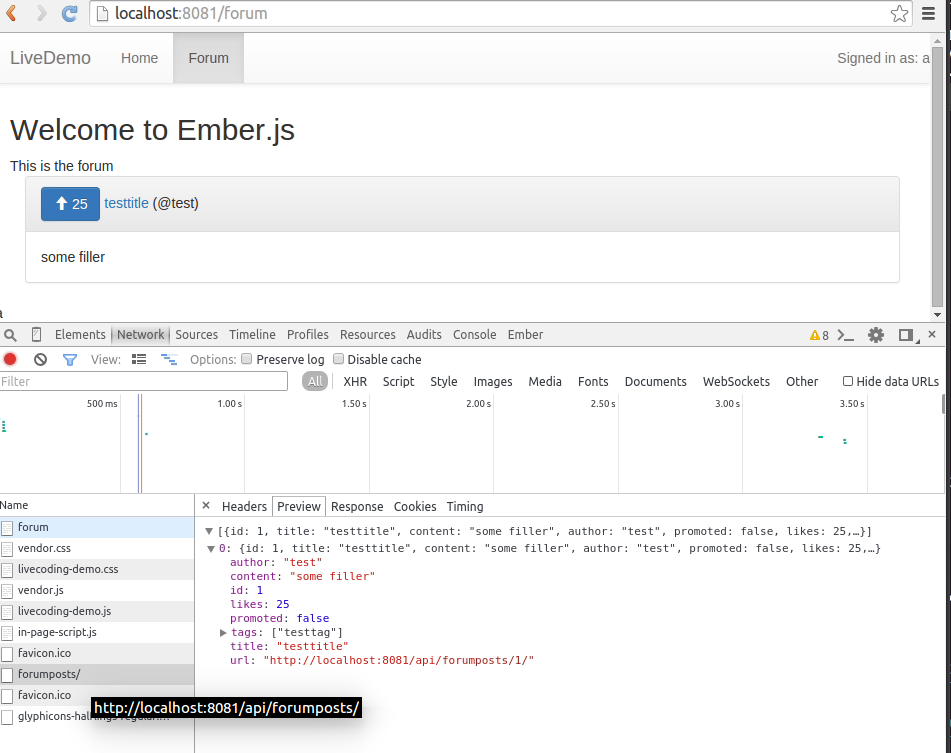 localhost:8081/forum
LiveDemo Home Forum Signed in as: a
Welcome to Ember.js
This is the forum
25 testtitle (@test)
some filler
a
Elements Network Sources Timeline Profiles Resources Audits Console Ember 8
View: Options: Preserve log Disable cache
Filter All XHR Script Style Images Media Fonts Documents WebSockets Other Hide data URLs
500 ms 1.00 s 1.50 s 2.00 s 2.50 s 3.00 s 3.50 s
Name × Headers Preview Response Cookies Timing
forum
vendor.css
livecoding-demo.css
vendor.js
livecoding-demo.js
in-page-script.js
favicon.ico
forumposts/
favicon.ico
[{id: 1, title: "testtitle", content: "some filler", author: "test", promoted: false, likes: 25,…}]
0: {id: 1, title: "testtitle", content: "some filler", author: "test", promoted: false, likes: 25,…}
author: "test"
content: "some filler"
id: 1
likes: 25
promoted: false
tags: ["testtag"]
title: "testtitle"
url: "http://localhost:8081/api/forumposts/1/"
http://localhost:8081/api/forumposts/